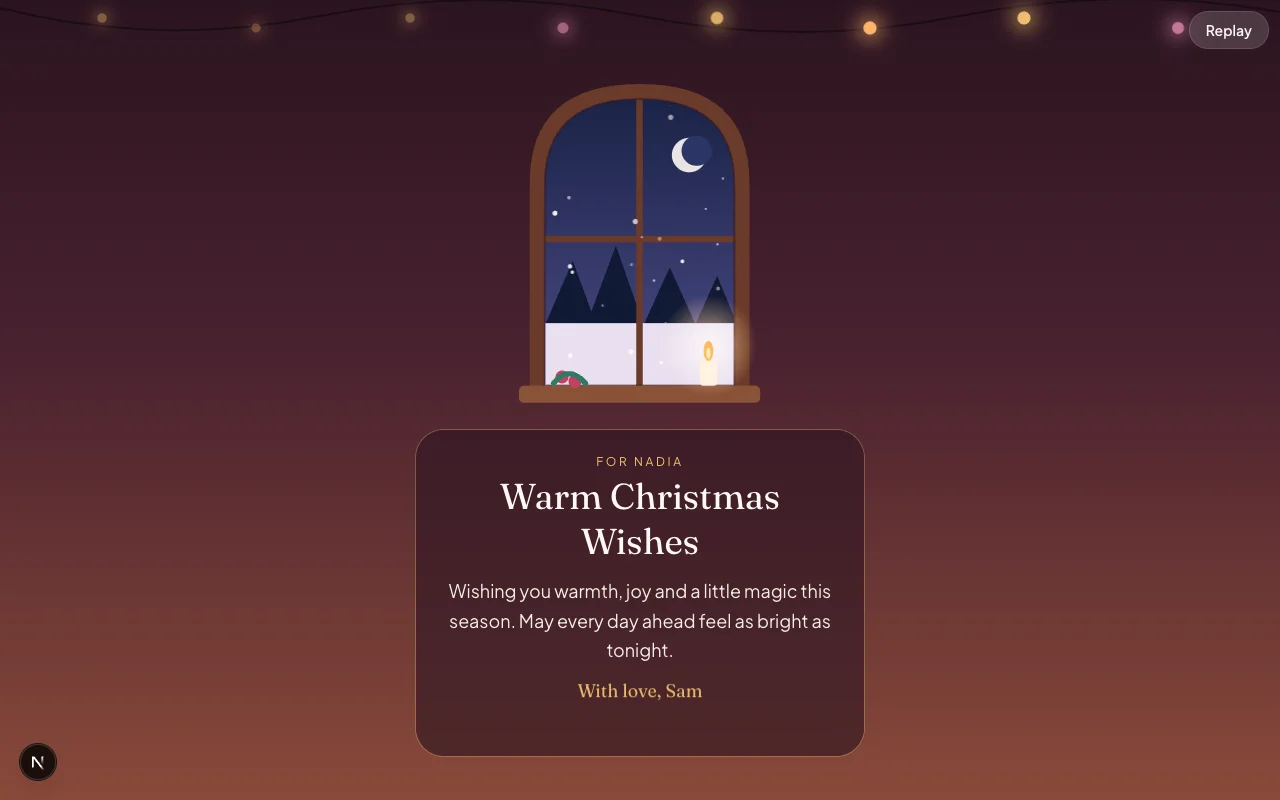 Replay
FOR NADIA
Warm Christmas
Wishes
Wishing you warmth, joy and a little magic this
season. May every day ahead feel as bright as
tonight.
With love, Sam
N